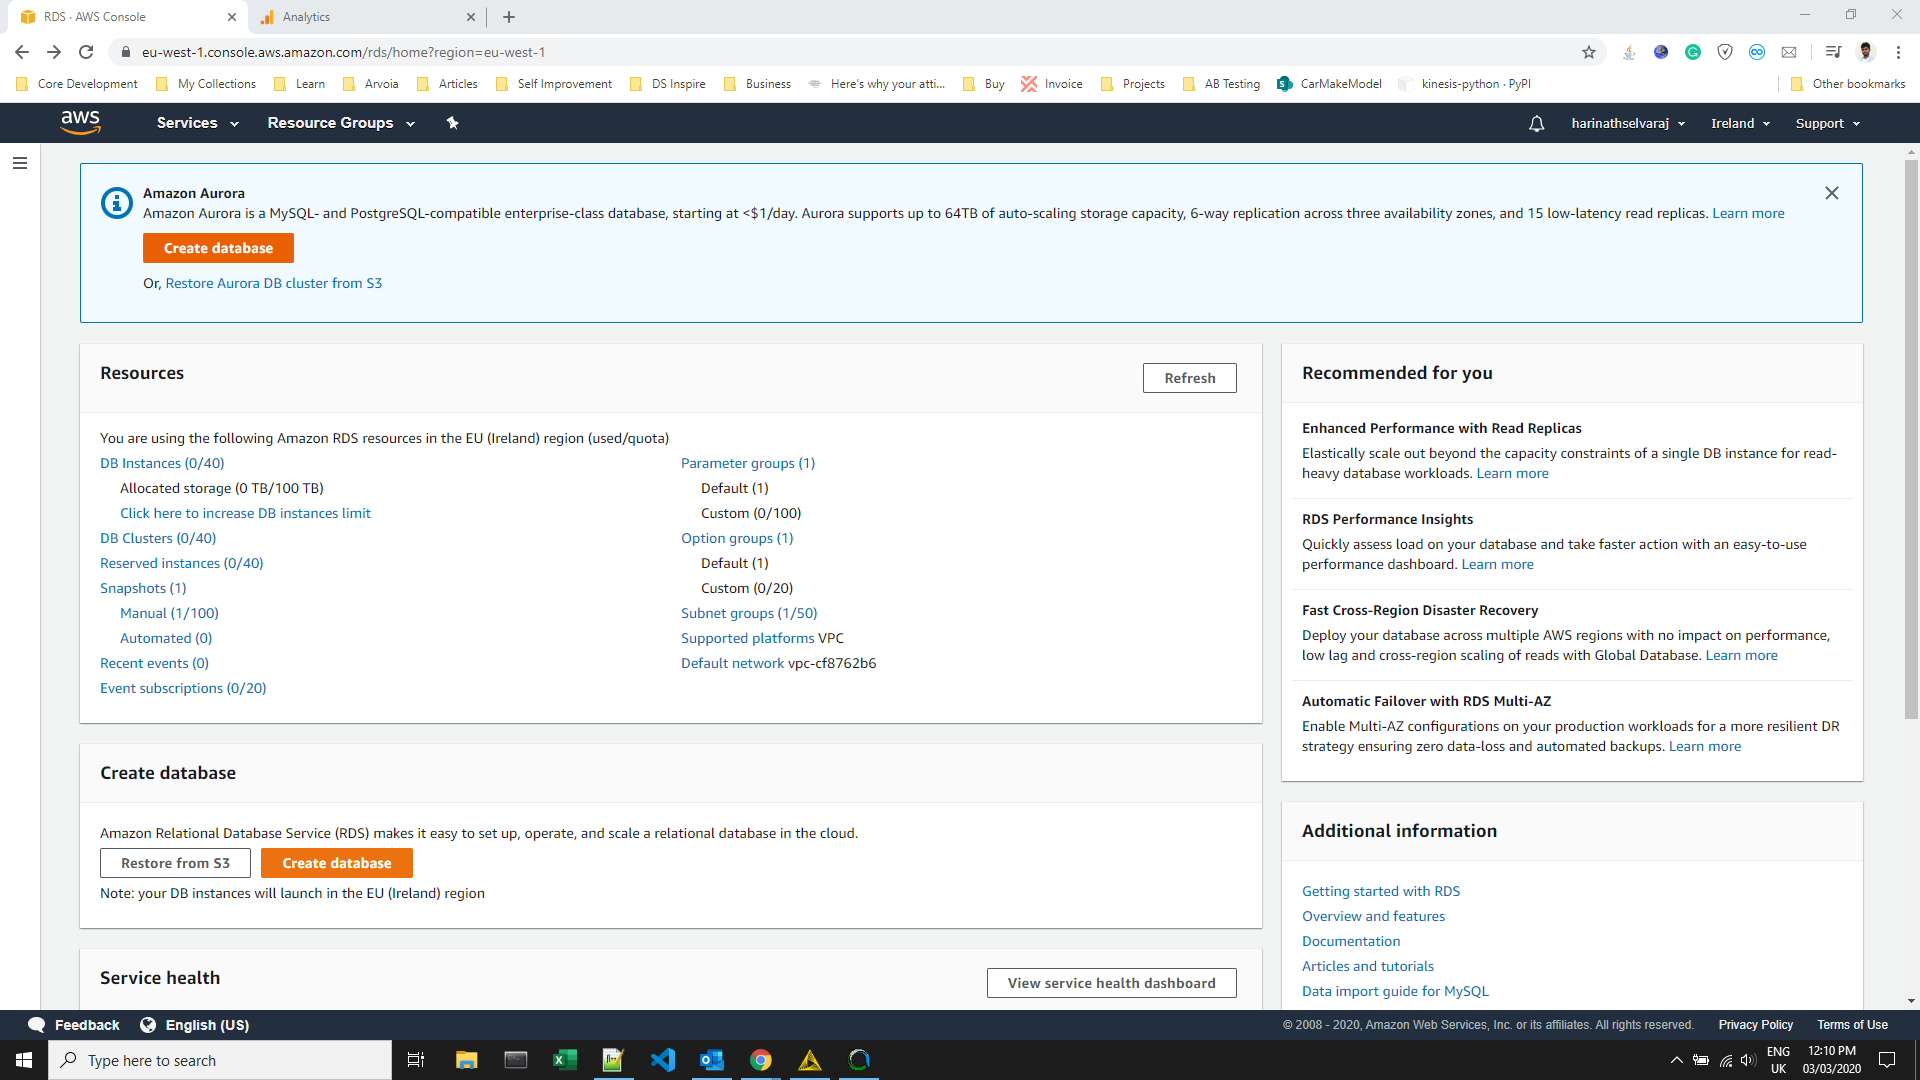 RDS · AWS Console
Analytics
eu-west-1.console.aws.amazon.com/rds/home?region=eu-west-1
Core Development
My Collections
Learn
Arvoia
Articles
Self Improvement
DS Inspire
Business
Here's why your atti...
Buy
Invoice
Projects
AB Testing
CarMakeModel
kinesis-python · PyPI
Other bookmarks
aws
Services
Resource Groups
harinathselvaraj
Ireland
Support
Amazon Aurora
Amazon Aurora is a MySQL- and PostgreSQL-compatible enterprise-class database, starting at <$1/day. Aurora supports up to 64TB of auto-scaling storage capacity, 6-way replication across three availability zones, and 15 low-latency read replicas. Learn more
Create database
Or, Restore Aurora DB cluster from S3
Resources
Refresh
You are using the following Amazon RDS resources in the EU (Ireland) region (used/quota)
DB Instances (0/40)
Allocated storage (0 TB/100 TB)
Click here to increase DB instances limit
DB Clusters (0/40)
Reserved instances (0/40)
Snapshots (1)
Manual (1/100)
Automated (0)
Recent events (0)
Event subscriptions (0/20)
Parameter groups (1)
Default (1)
Custom (0/100)
Option groups (1)
Default (1)
Custom (0/20)
Subnet groups (1/50)
Supported platforms VPC
Default network vpc-cf8762b6
Create database
Amazon Relational Database Service (RDS) makes it easy to set up, operate, and scale a relational database in the cloud.
Restore from S3
Create database
Note: your DB instances will launch in the EU (Ireland) region
Service health
View service health dashboard
Recommended for you
Enhanced Performance with Read Replicas
Elastically scale out beyond the capacity constraints of a single DB instance for read-
heavy database workloads. Learn more
RDS Performance Insights
Quickly assess load on your database and take faster action with an easy-to-use
performance dashboard. Learn more
Fast Cross-Region Disaster Recovery
Deploy your database across multiple AWS regions with no impact on performance,
low lag and cross-region scaling of reads with Global Database. Learn more
Automatic Failover with RDS Multi-AZ
Enable Multi-AZ configurations on your production workloads for a more resilient DR
strategy ensuring zero data-loss and automated backups. Learn more
Additional information
Getting started with RDS
Overview and features
Documentation
Articles and tutorials
Data import guide for MySQL
Feedback
English (US)
© 2008 - 2020, Amazon Web Services, Inc. or its affiliates. All rights reserved.
Privacy Policy
Terms of Use
Type here to search
ENG
UK
12:10 PM
03/03/2020